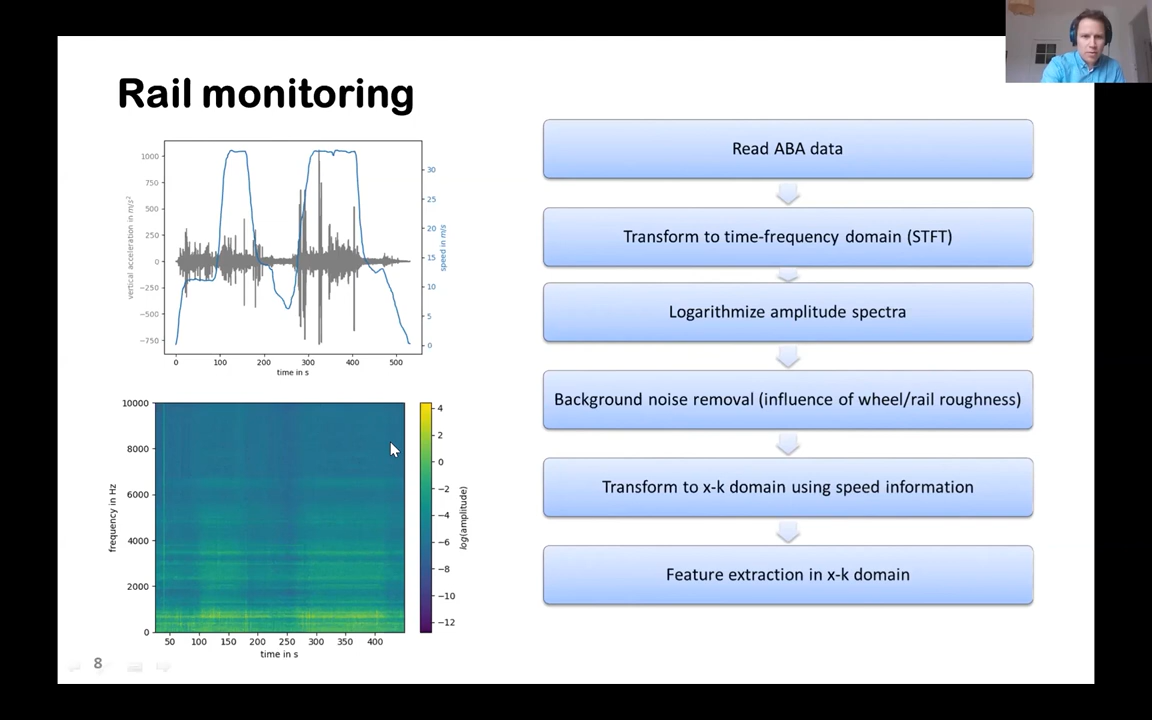 Rail monitoring
1000
750
500
250
0
−250
−500
−750
vertical acceleration in m/s²
30
25
20
15
10
5
0
speed in m/s
0 100 200 300 400 500
time in s
10000
8000
6000
4000
2000
0
frequency in Hz
50 100 150 200 250 300 350 400
time in s
4
2
0
−2
−4
−6
−8
−10
−12
log(amplitude)
Read ABA data
Transform to time-frequency domain (STFT)
Logarithmize amplitude spectra
Background noise removal (influence of wheel/rail roughness)
Transform to x-k domain using speed information
Feature extraction in x-k domain
8